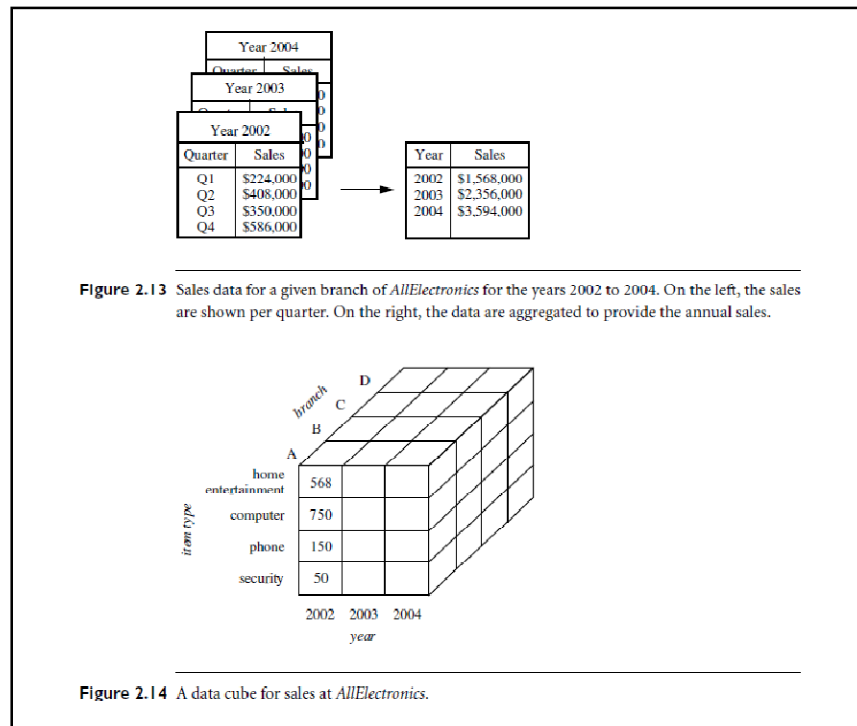 Year 2004
Quarter Sales
Year 2003
Year 2002
Quarter Sales
Q1 $224,000
Q2 $408,000
Q3 $350,000
Q4 $586,000
Year Sales
2002 $1,568,000
2003 $2,356,000
2004 $3,594,000
Figure 2.13 Sales data for a given branch of AllElectronics for the years 2002 to 2004. On the left, the sales
are shown per quarter. On the right, the data are aggregated to provide the annual sales.
branch
D
C
B
A
home
entertainment 568
computer 750
phone 150
security 50
item type
2002 2003 2004
year
Figure 2.14 A data cube for sales at AllElectronics.